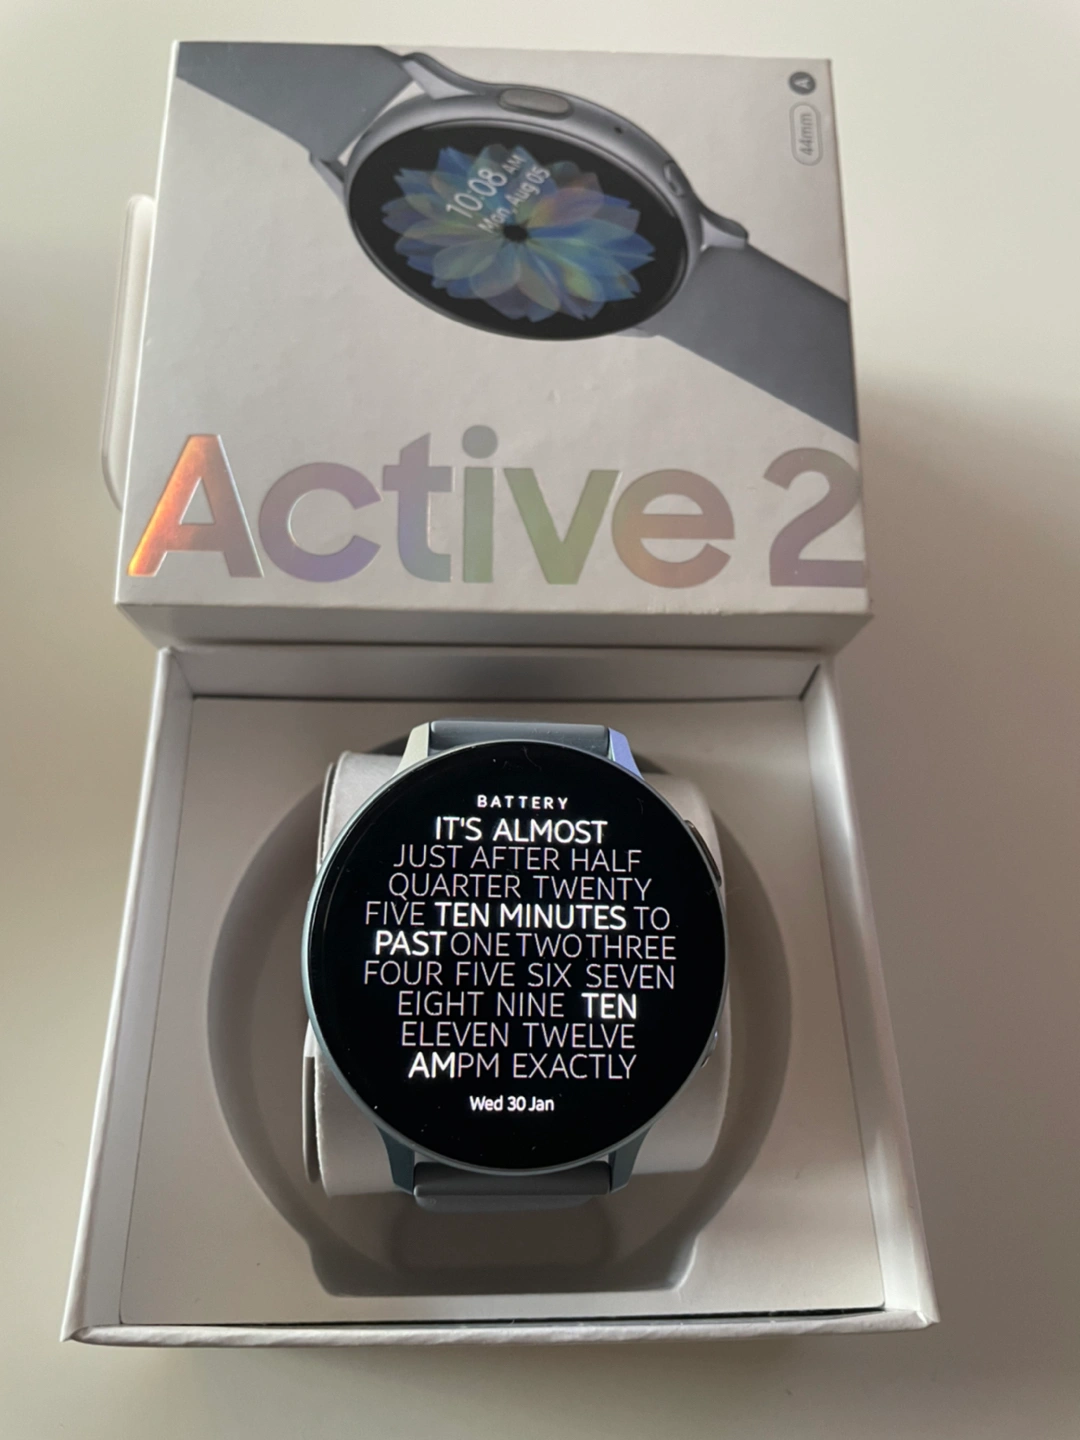 A
44mm
10:08 AM
Mon, Aug 05
Active 2
BATTERY
IT'S ALMOST
JUST AFTER HALF
QUARTER TWENTY
FIVE TEN MINUTES TO
PAST ONE TWO THREE
FOUR FIVE SIX SEVEN
EIGHT NINE TEN
ELEVEN TWELVE
AMPM EXACTLY
Wed 30 Jan